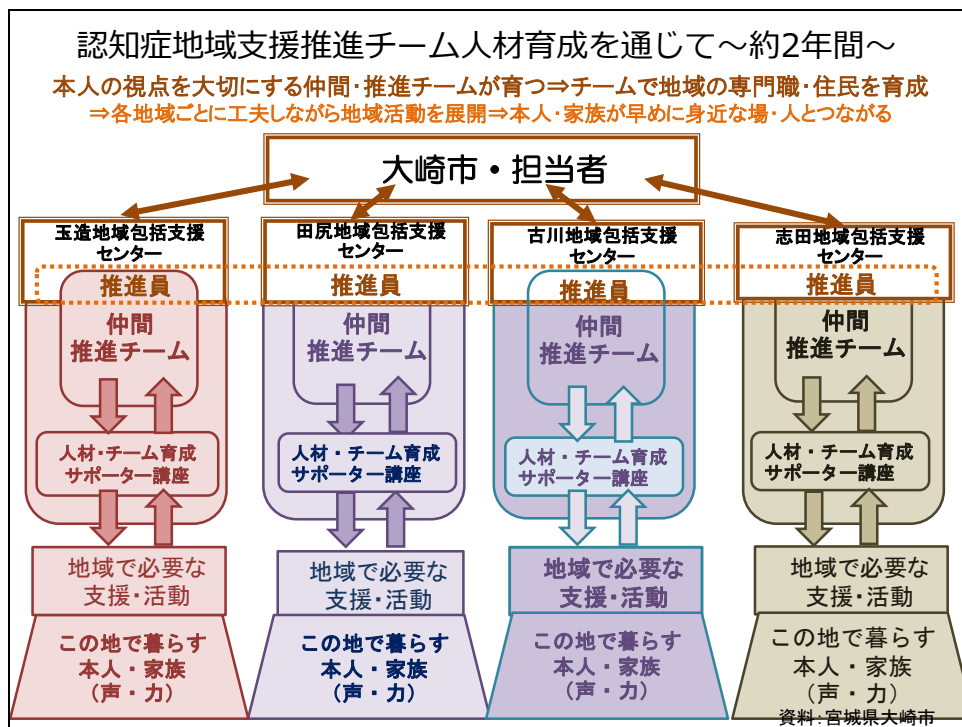 認知症地域支援推進チーム人材育成を通じて～約2年間～
本人の視点を大切にする仲間・推進チームが育つ⇒チームで地域の専門職・住民を育成
⇒各地域ごとに工夫しながら地域活動を展開⇒本人・家族が早めに身近な場・人とつながる
大崎市・担当者
玉造地域包括支援
センター
推進員
仲間
推進チーム
人材・チーム育成
サポーター講座
地域で必要な
支援・活動
この地で暮らす
本人・家族
（声・力）
田尻地域包括支援
センター
推進員
仲間
推進チーム
人材・チーム育成
サポーター講座
地域で必要な
支援・活動
この地で暮らす
本人・家族
（声・力）
古川地域包括支援
センター
推進員
仲間
推進チーム
人材・チーム育成
サポーター講座
地域で必要な
支援・活動
この地で暮らす
本人・家族
（声・力）
志田地域包括支援
センター
推進員
仲間
推進チーム
人材・チーム育成
サポーター講座
地域で必要な
支援・活動
この地で暮らす
本人・家族
（声・力）
資料：宮城県大崎市